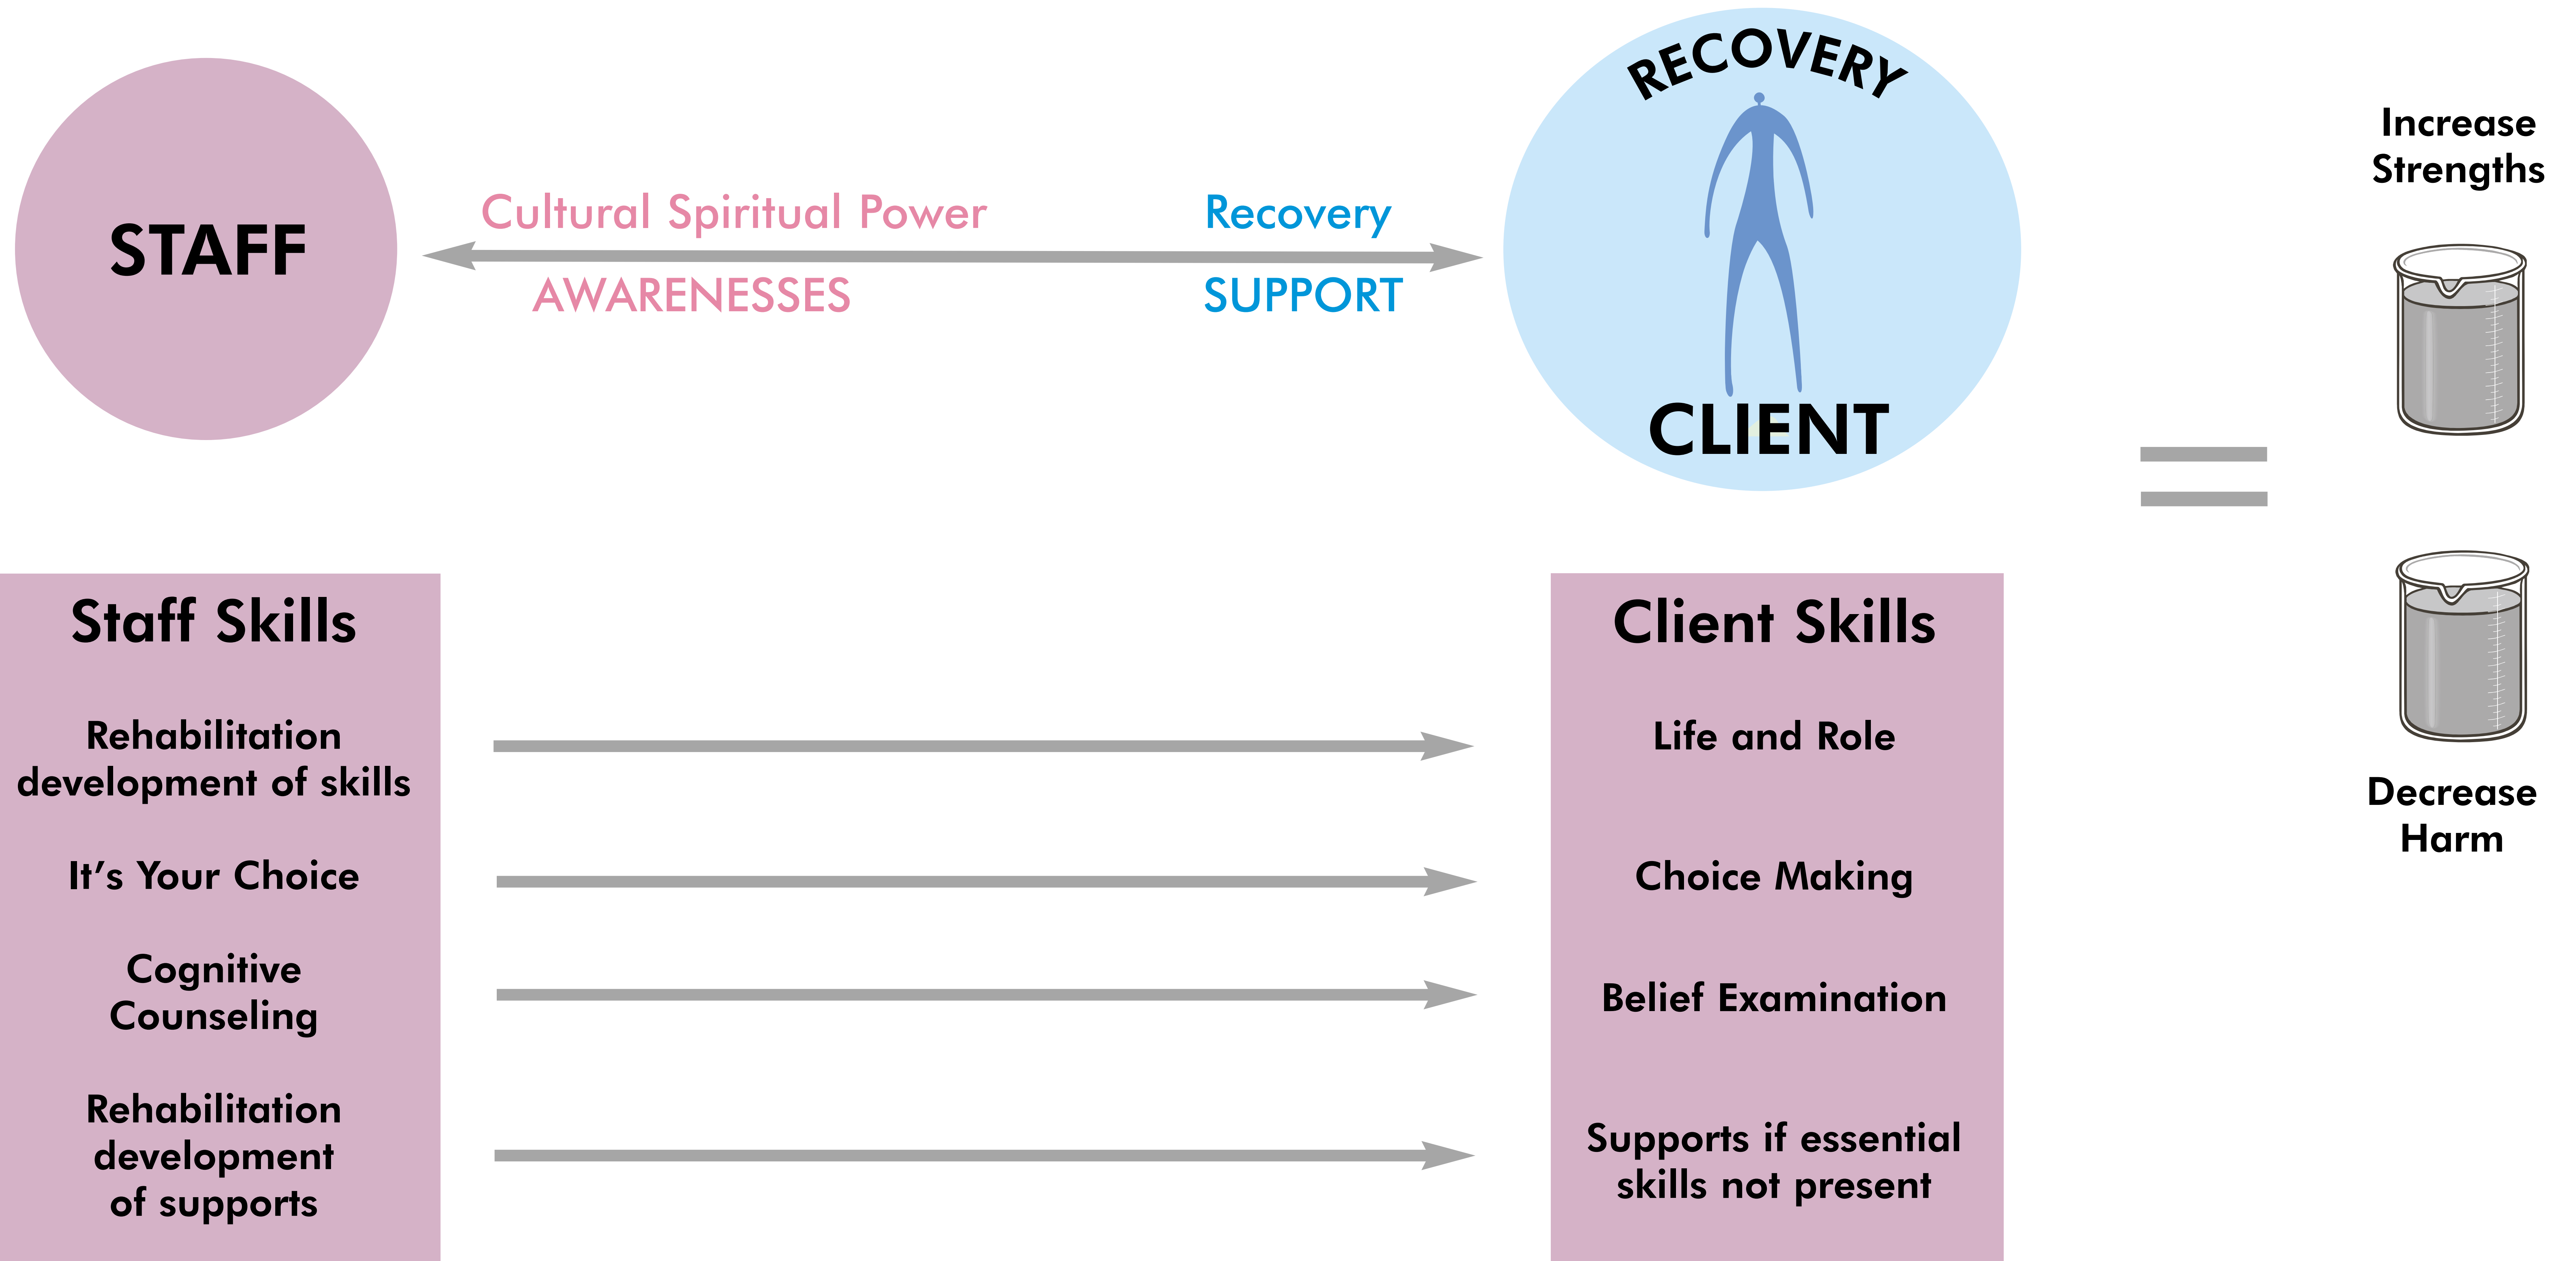 RECOVERY
STAFF
Cultural Spiritual Power
AWARENESSES
Recovery
SUPPORT
CLIENT
Increase
Strengths
Decrease
Harm
Staff Skills
Rehabilitation
development of skills
It’s Your Choice
Cognitive
Counseling
Rehabilitation
development
of supports
Client Skills
Life and Role
Choice Making
Belief Examination
Supports if essential
skills not present